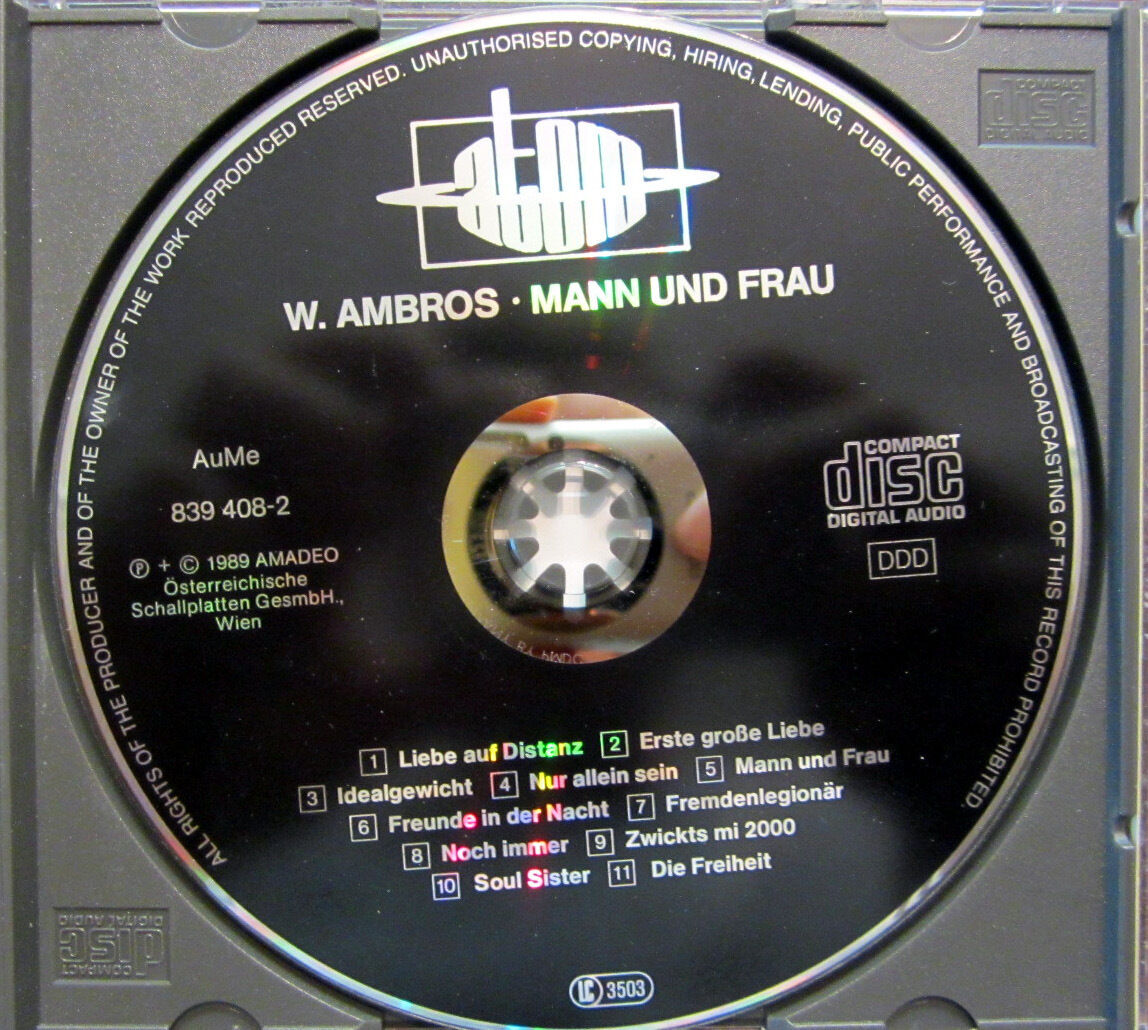 ALL RIGHTS OF THE PRODUCER AND OF THE OWNER OF THE WORK REPRODUCED RESERVED. UNAUTHORISED COPYING, HIRING, LENDING, PUBLIC PERFORMANCE AND BROADCASTING OF THIS RECORD PROHIBITED.
atom
W. AMBROS · MANN UND FRAU
AuMe
839 408-2
℗ + © 1989 AMADEO
Österreichische
Schallplatten GesmbH.,
Wien
COMPACT
disc
DIGITAL AUDIO
DDD
1 Liebe auf Distanz 2 Erste große Liebe
3 Idealgewicht 4 Nur allein sein 5 Mann und Frau
6 Freunde in der Nacht 7 Fremdenlegionär
8 Noch immer 9 Zwickts mi 2000
10 Soul Sister 11 Die Freiheit
LC 3503
COMPACT
disc
DIGITAL AUDIO
COMPACT
disc
DIGITAL AUDIO